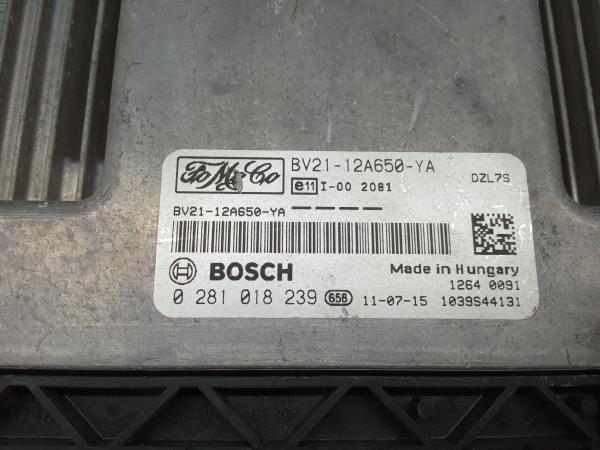 FoMoCo BV21-12A650-YA
e11 I-00 2081 DZL7S
BV21-12A650-YA — — — —
BOSCH Made in Hungary
1264 0091
0 281 018 239 658 11-07-15 1039S44131